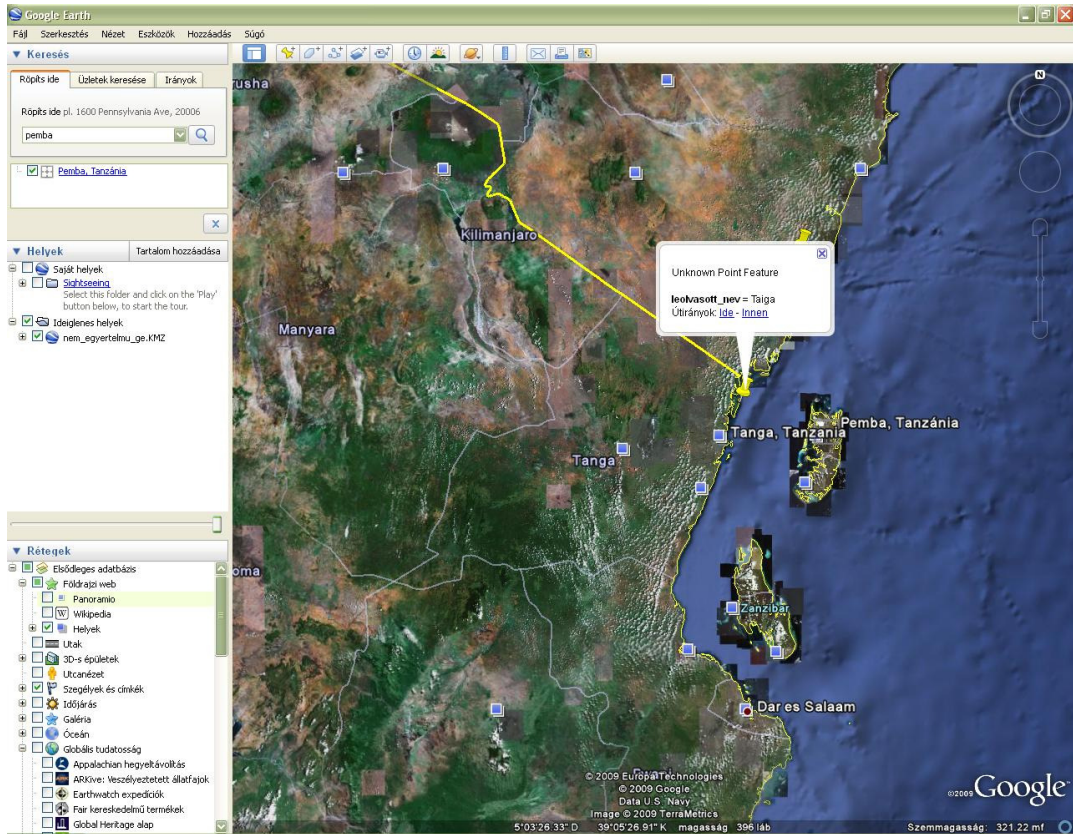 Google Earth
Fájl Szerkesztés Nézet Eszközök Hozzáadás Súgó
Keresés
Röpíts ide Üzletek keresése Irányok
Röpíts ide pl. 1600 Pennsylvania Ave, 20006
pemba
Pemba, Tanzánia
Helyek Tartalom hozzáadása
Saját helyek
Sightseeing
Select this folder and click on the 'Play'
button below, to start the tour.
Ideiglenes helyek
nem_egyertelmu_ge.KMZ
Rétegek
Elsődleges adatbázis
Földrajzi web
Panoramio
W Wikipedia
Helyek
Utak
3D-s épületek
Utcanézet
Szegélyek és címkék
Időjárás
Galéria
Óceán
Globális tudatosság
Appalachian hegyeltávolítás
ARKive: Veszélyeztetett állatfajok
Earthwatch expedíciók
Fair kereskedelmű termékek
Global Heritage alap
rusha
N
Kilimanjaro
Unknown Point Feature
leolvasott_nev = Taiga
Útirányok: Ide - Innen
Manyara
Pemba, Tanzánia
Tanga, Tanzania
Tanga
oma
Zanzibar
Dar es Salaam
© 2009 Europa Technologies
© 2009 Google
Data U.S. Navy
Image © 2009 TerraMetrics
©2009 Google
5°03'26.33" D 39°05'26.91" K magasság 396 láb Szemmagasság: 321.22 mf